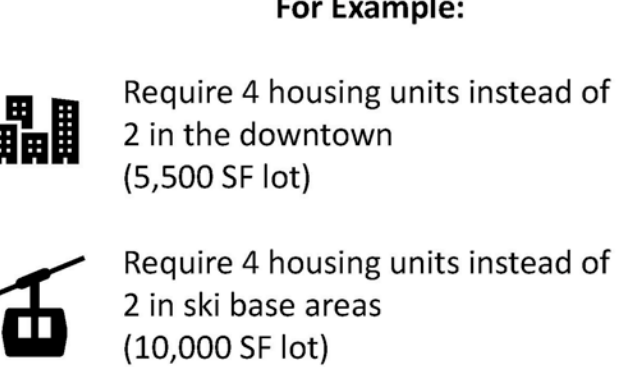 For Example:
Require 4 housing units instead of
2 in the downtown
(5,500 SF lot)
Require 4 housing units instead of
2 in ski base areas
(10,000 SF lot)